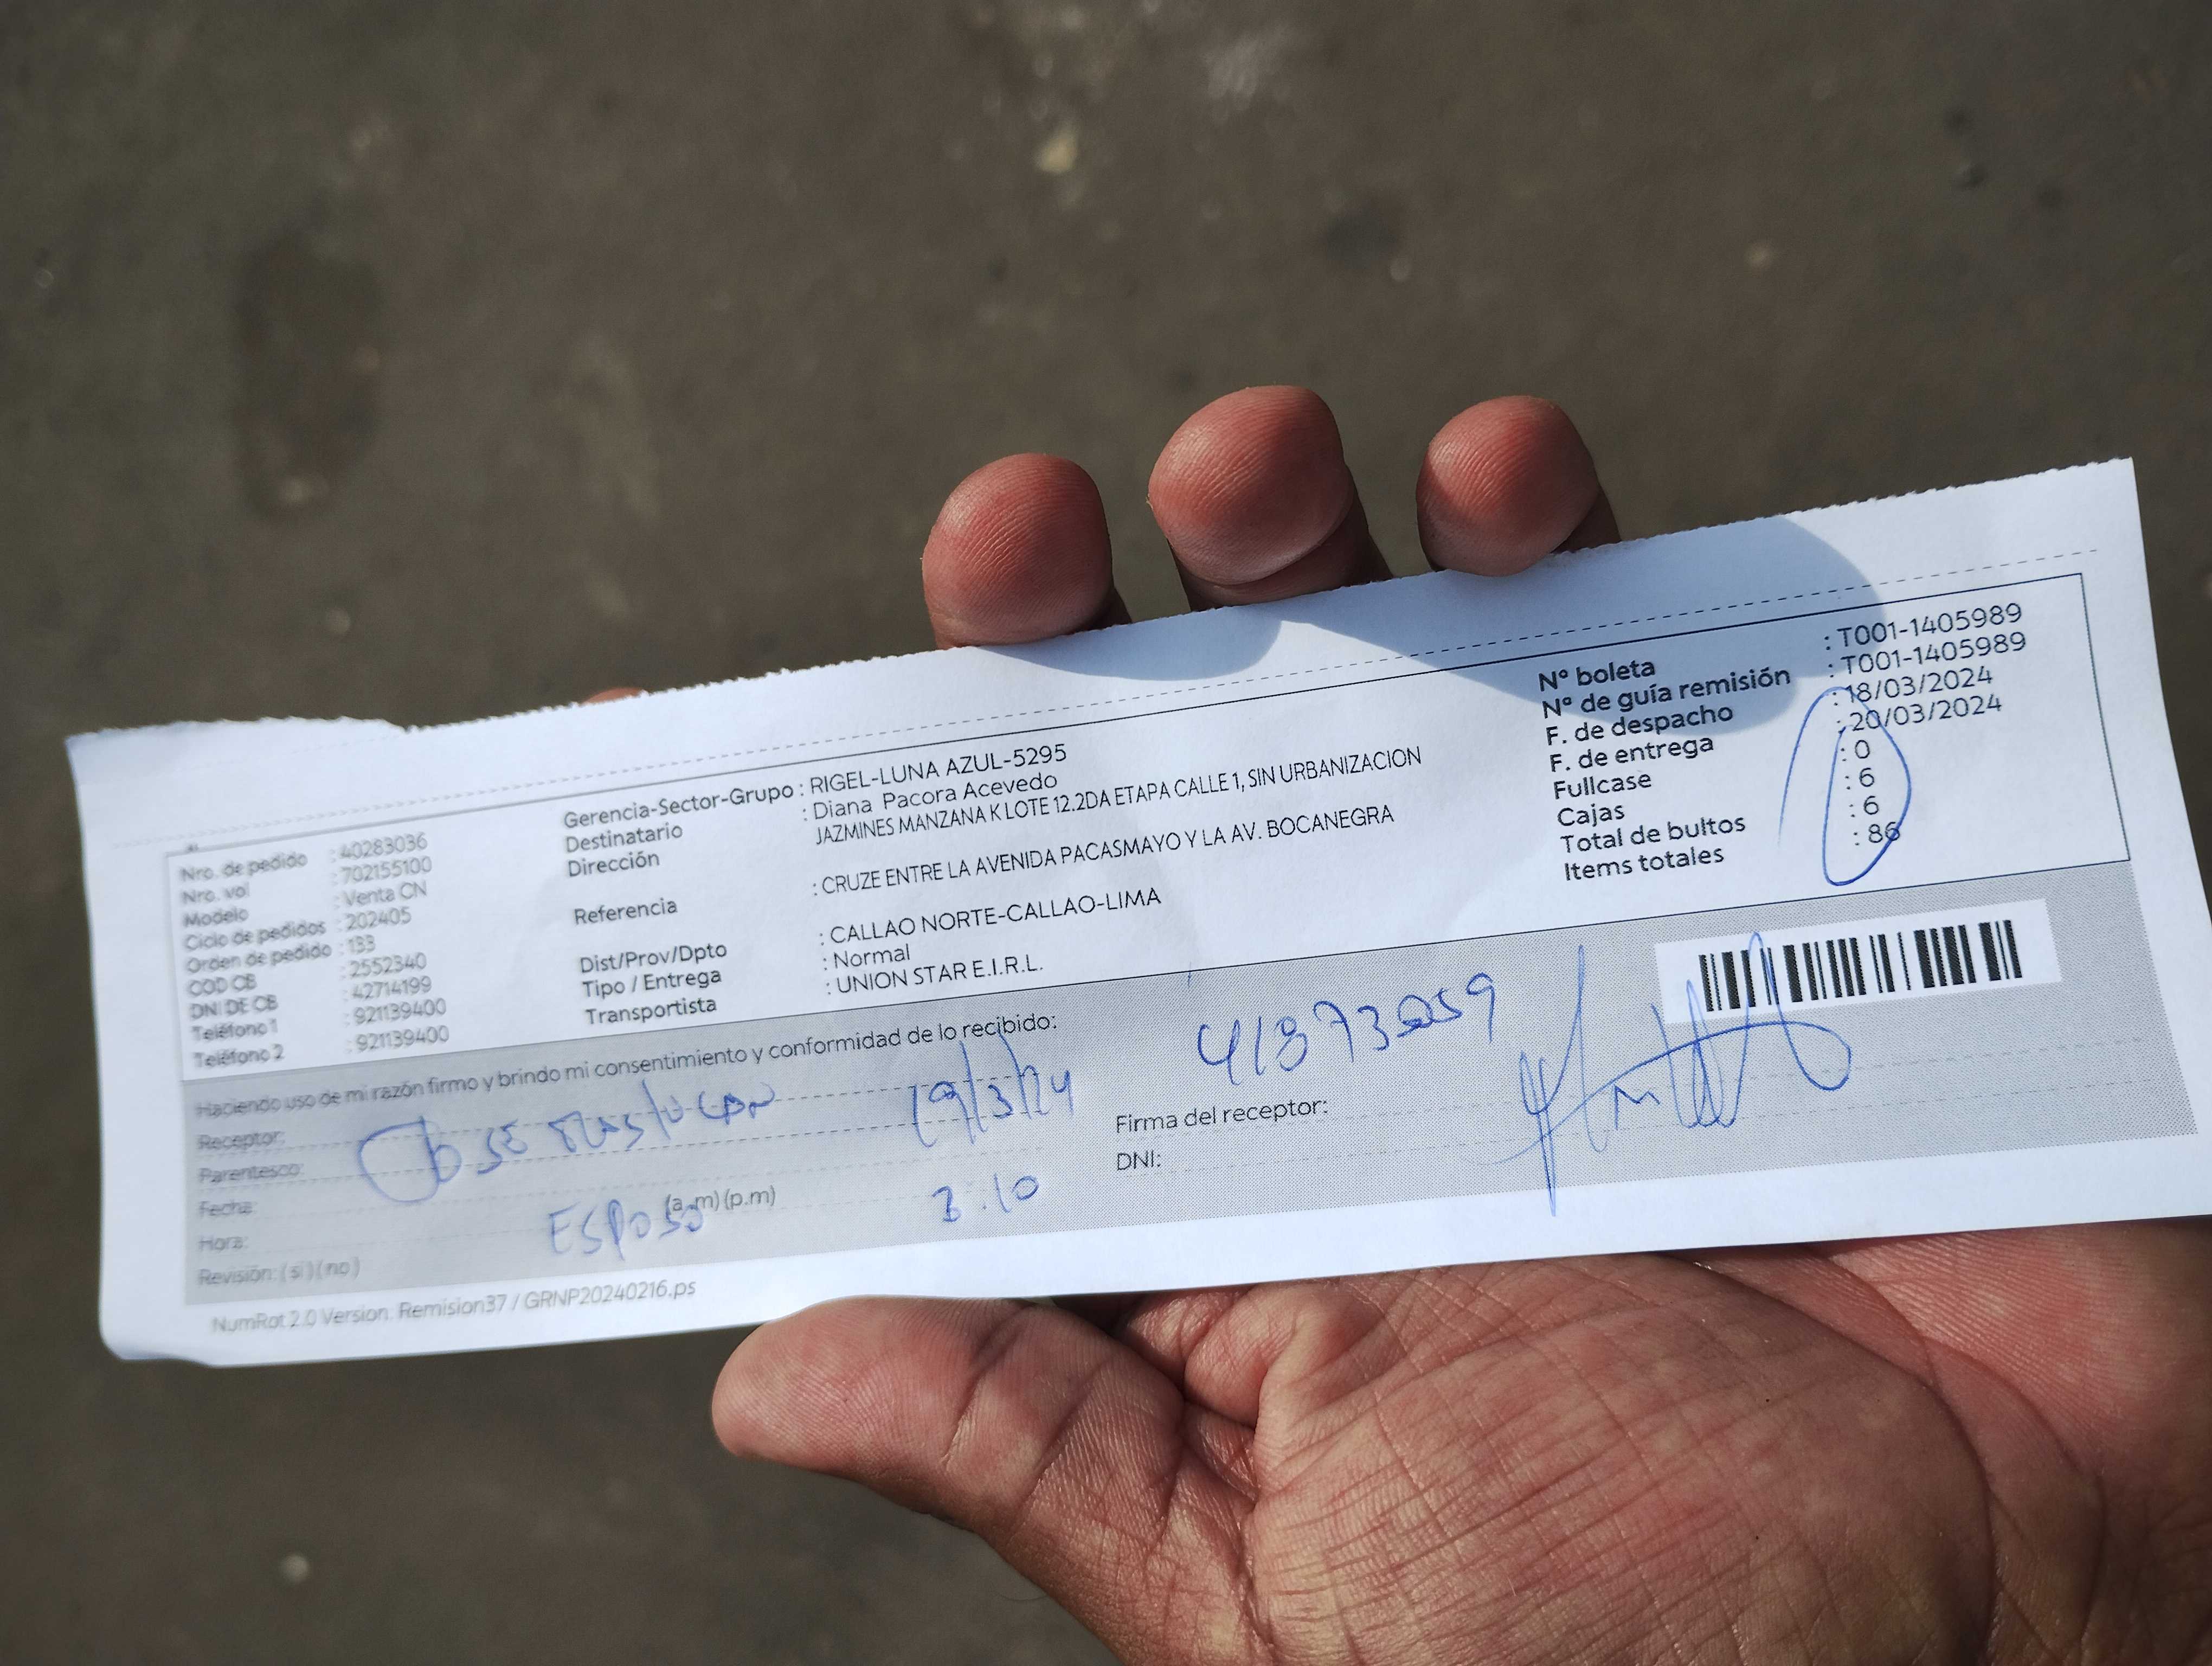 Nro. de pedido : 40283036
Nro. vol : 702155100
Modelo : Venta CN
Ciclo de pedidos : 202405
Orden de pedido : 133
COD CB : 2552340
DNI DE CB : 42714199
Teléfono 1 : 921139400
Teléfono 2 : 921139400
Gerencia-Sector-Grupo : RIGEL-LUNA AZUL-5295
Destinatario : Diana Pacora Acevedo
Dirección JAZMINES MANZANA K LOTE 12.2DA ETAPA CALLE 1, SIN URBANIZACION
Referencia : CRUZE ENTRE LA AVENIDA PACASMAYO Y LA AV. BOCANEGRA
Dist/Prov/Dpto : CALLAO NORTE-CALLAO-LIMA
Tipo / Entrega : Normal
Transportista : UNION STAR E.I.R.L.
Nº boleta : T001-1405989
Nº de guía remisión : T001-1405989
F. de despacho : 18/03/2024
F. de entrega : 20/03/2024
Fullcase : 0
Cajas : 6
Total de bultos : 6
Items totales : 86
Haciendo uso de mi razón firmo y brindo mi consentimiento y conformidad de lo recibido:
Receptor: JOSE
Parentesco:
Fecha: 19/3/24
Hora: (a.m) (p.m) 3:10
ESPOSO
Revisión: ( si ) ( no )
Firma del receptor:
DNI:
NumRot 2.0 Version: Remision37 / GRNP20240216.ps